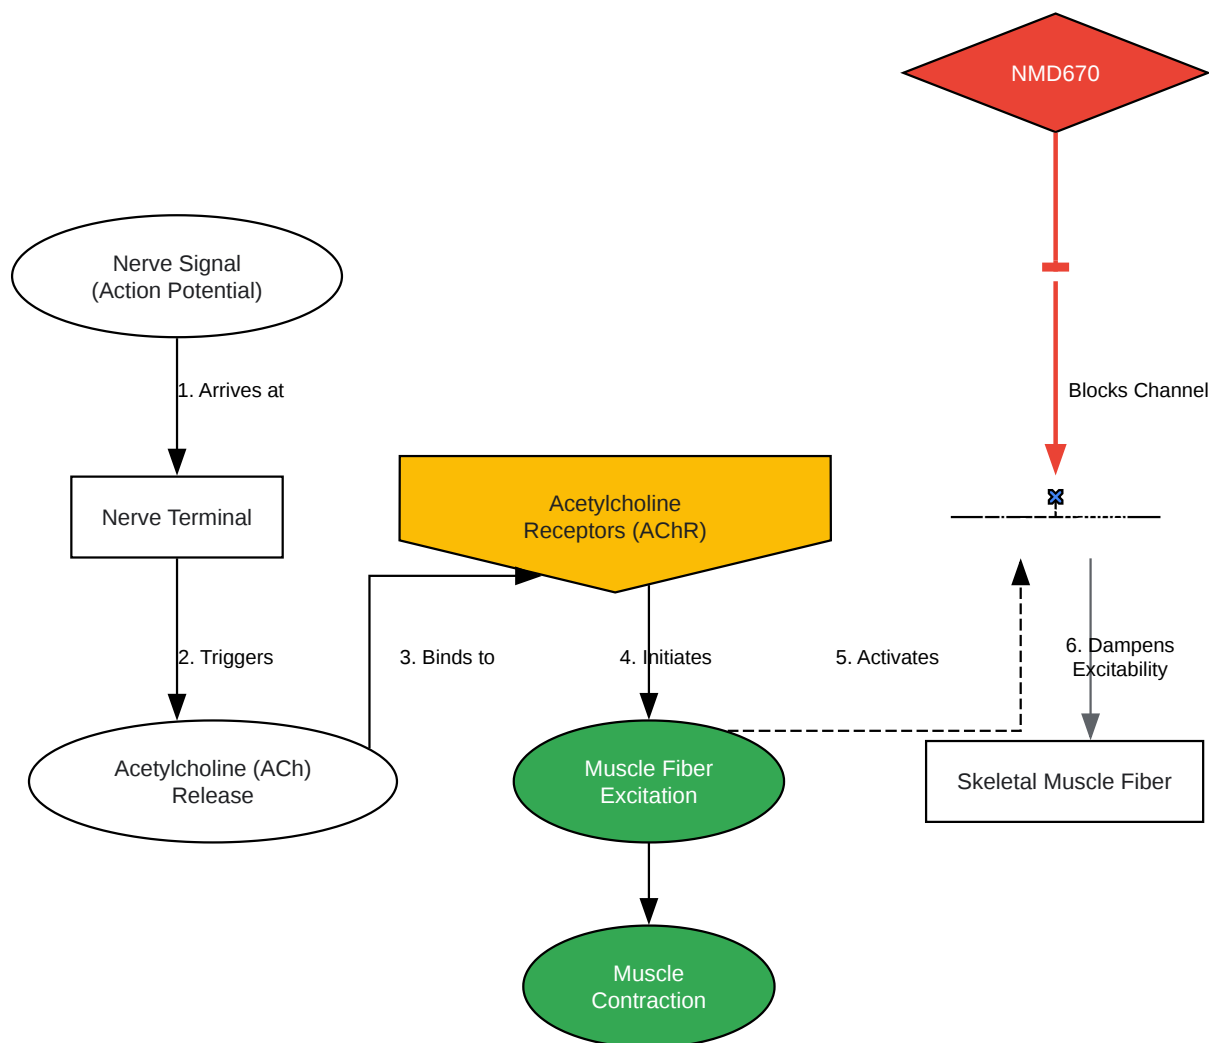 NMD670
Nerve Signal
(Action Potential)
1. Arrives at
Blocks Channel
Nerve Terminal
Acetylcholine
Receptors (AChR)
2. Triggers
3. Binds to
4. Initiates
5. Activates
6. Dampens
Excitability
Acetylcholine (ACh)
Release
Muscle Fiber
Excitation
Skeletal Muscle Fiber
Muscle
Contraction